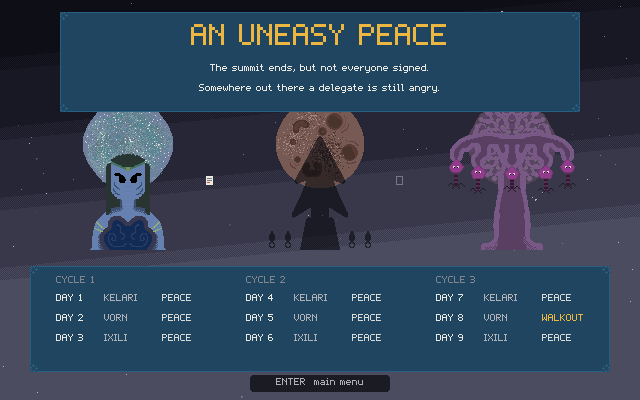 AN UNEASY PEACE
The summit ends, but not everyone signed.
Somewhere out there a delegate is still angry.
CYCLE 1
DAY 1 KELARI PEACE
DAY 2 VORN PEACE
DAY 3 IXILI PEACE
CYCLE 2
DAY 4 KELARI PEACE
DAY 5 VORN PEACE
DAY 6 IXILI PEACE
CYCLE 3
DAY 7 KELARI PEACE
DAY 8 VORN WALKOUT
DAY 9 IXILI PEACE
ENTER main menu